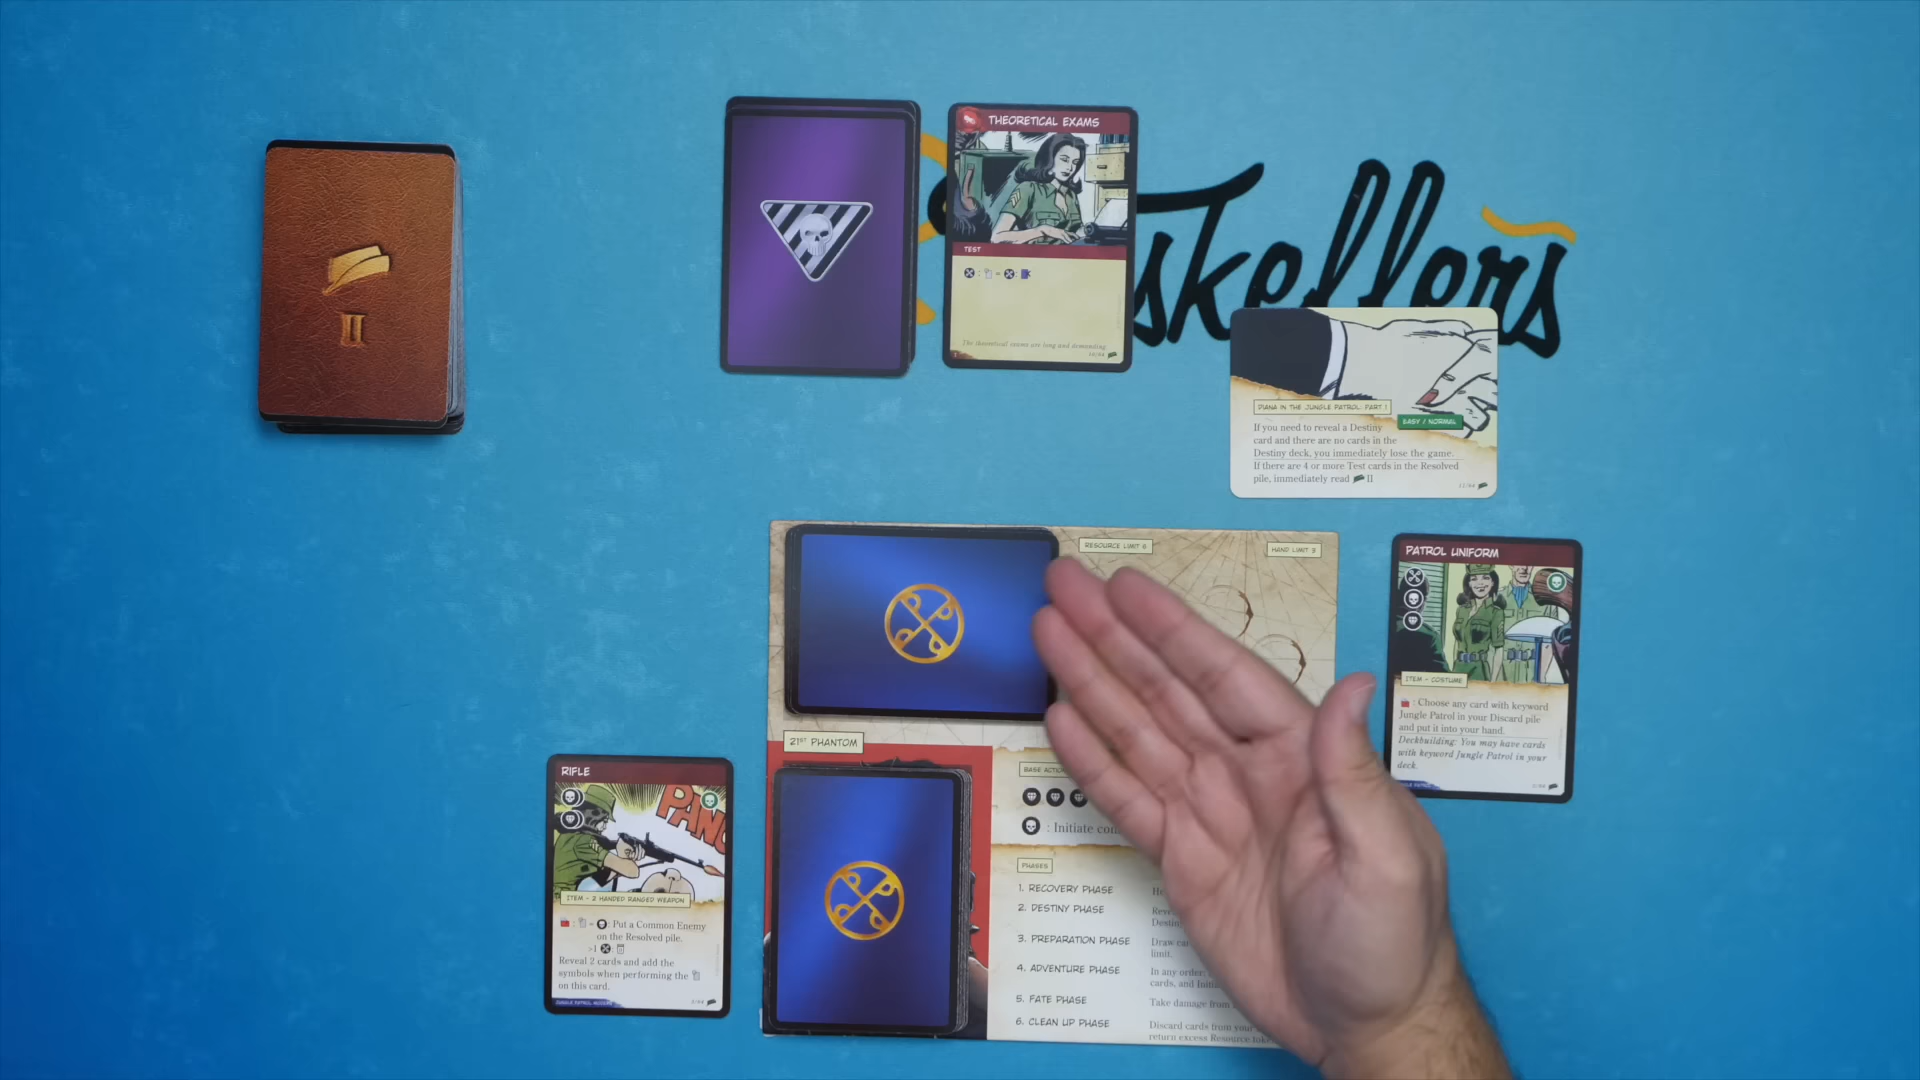 II
THEORETICAL EXAMS
TEST
The theoretical exams are long and demanding.
skellers
DIANA IN THE JUNGLE PATROL: PART 1
EASY / NORMAL
If you need to reveal a Destiny
card and there are no cards in the
Destiny deck, you immediately lose the game.
If there are 4 or more Test cards in the Resolved
pile, immediately read II
RESOURCE LIMIT 6
HAND LIMIT 3
21ST PHANTOM
BASE ACTION
: Initiate
PHASES
1. RECOVERY PHASE
2. DESTINY PHASE
3. PREPARATION PHASE
4. ADVENTURE PHASE
5. FATE PHASE
6. CLEAN UP PHASE
Draw
limit.
In any order:
cards, and
Take damage from
Discard cards from your
return excess Resource
PATROL UNIFORM
ITEM - COSTUME
: Choose any card with keyword
Jungle Patrol in your Discard pile
and put it into your hand.
Deckbuilding: You may have cards
with keyword Jungle Patrol in your
deck.
RIFLE
PANG
ITEM - 2 HANDED RANGED WEAPON
: Put a Common Enemy
on the Resolved pile.
>1
Reveal 2 cards and add the
symbols when performing the
on this card.